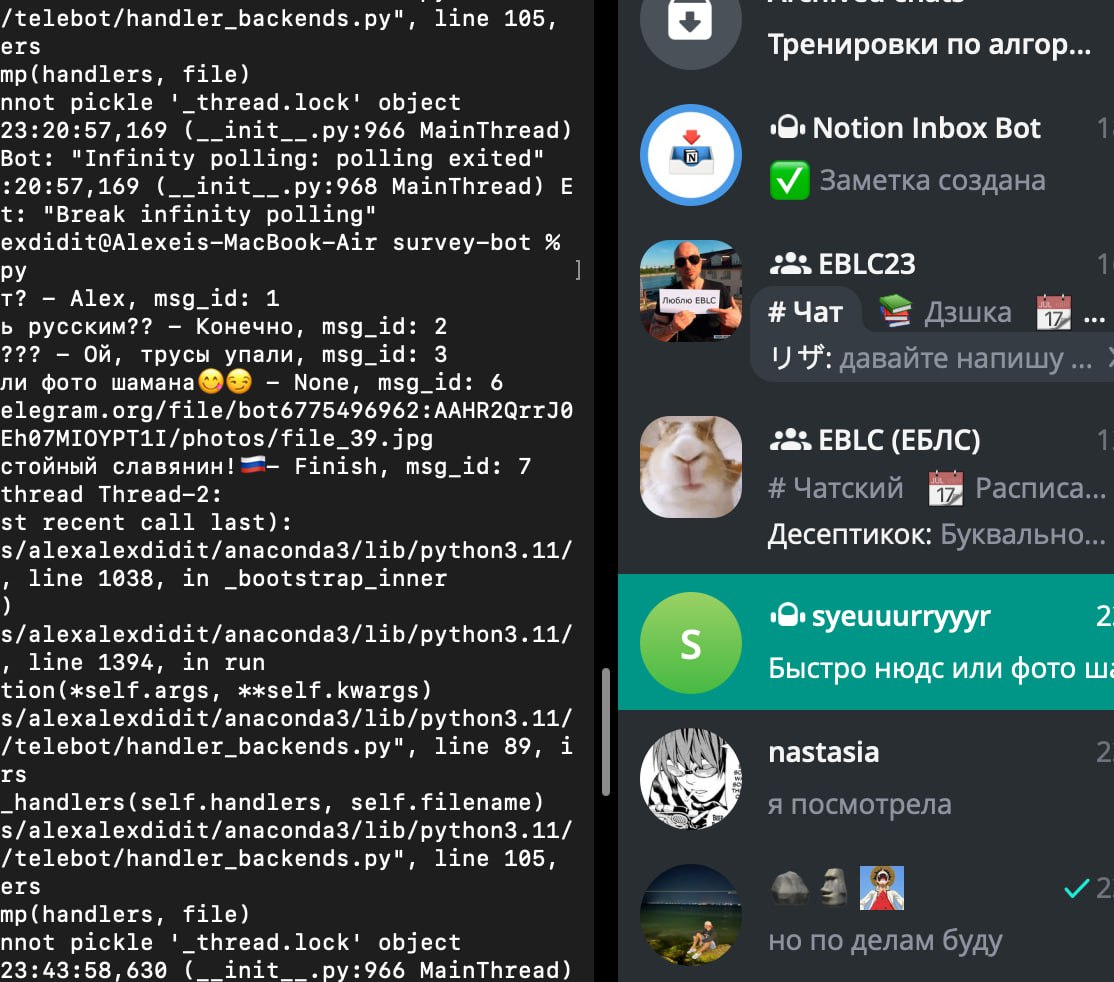 /telebot/handler_backends.py", line 105,
ers
mp(handlers, file)
nnot pickle '_thread.lock' object
23:20:57,169 (__init__.py:966 MainThread)
Bot: "Infinity polling: polling exited"
:20:57,169 (__init__.py:968 MainThread) E
t: "Break infinity polling"
exdidit@Alexeis-MacBook-Air survey-bot %
py ]
т? – Alex, msg_id: 1
ь русским?? – Конечно, msg_id: 2
??? – Ой, трусы упали, msg_id: 3
ли фото шамана😋😏 – None, msg_id: 6
elegram.org/file/bot6775496962:AAHR2QrrJ0
Eh07MIOYPT1I/photos/file_39.jpg
стойный славянин!🇷🇺– Finish, msg_id: 7
thread Thread-2:
st recent call last):
s/alexalexdidit/anaconda3/lib/python3.11/
, line 1038, in _bootstrap_inner
)
s/alexalexdidit/anaconda3/lib/python3.11/
, line 1394, in run
tion(*self.args, **self.kwargs)
s/alexalexdidit/anaconda3/lib/python3.11/
/telebot/handler_backends.py", line 89, i
rs
_handlers(self.handlers, self.filename)
s/alexalexdidit/anaconda3/lib/python3.11/
/telebot/handler_backends.py", line 105,
ers
mp(handlers, file)
nnot pickle '_thread.lock' object
23:43:58,630 (__init__.py:966 MainThread)
Archived chats
Тренировки по алгор...
Notion Inbox Bot 1
✅ Заметка создана
EBLC23 1
Люблю EBLC
# Чат 📚 Дзшка 📅 ...
リザ: давайте напишу ...
EBLC (ЕБЛС) 1
# Чатский 📅 Расписа...
Десептикок: Буквально...
S
syeuuurryyyr 2
Быстро нюдс или фото ша
nastasia 2
я посмотрела
🪨 🗿 2
но по делам буду